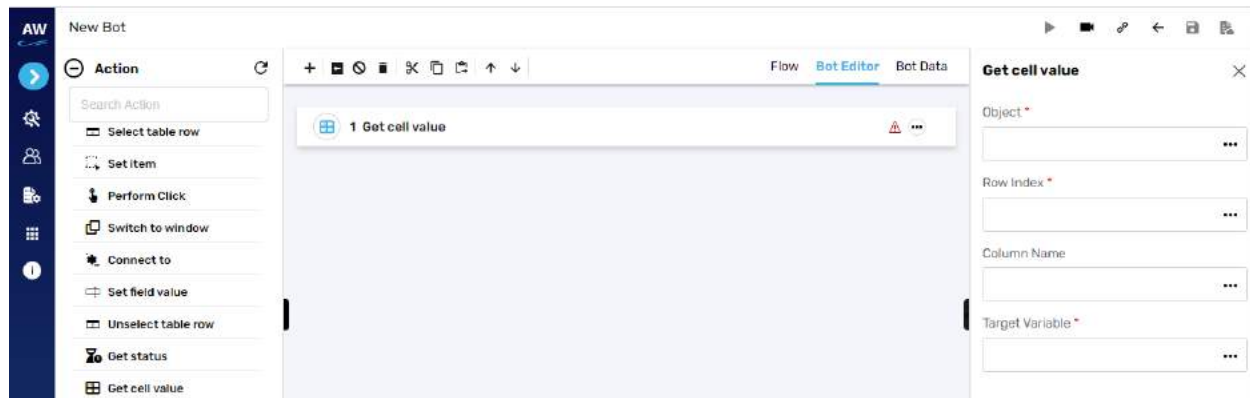 AW
New Bot
Action
Search Action
Select table row
Set item
Perform Click
Switch to window
Connect to
Set field value
Unselect table row
Get status
Get cell value
Flow
Bot Editor
Bot Data
1 Get cell value
Get cell value
Object *
Row Index *
Column Name
Target Variable *